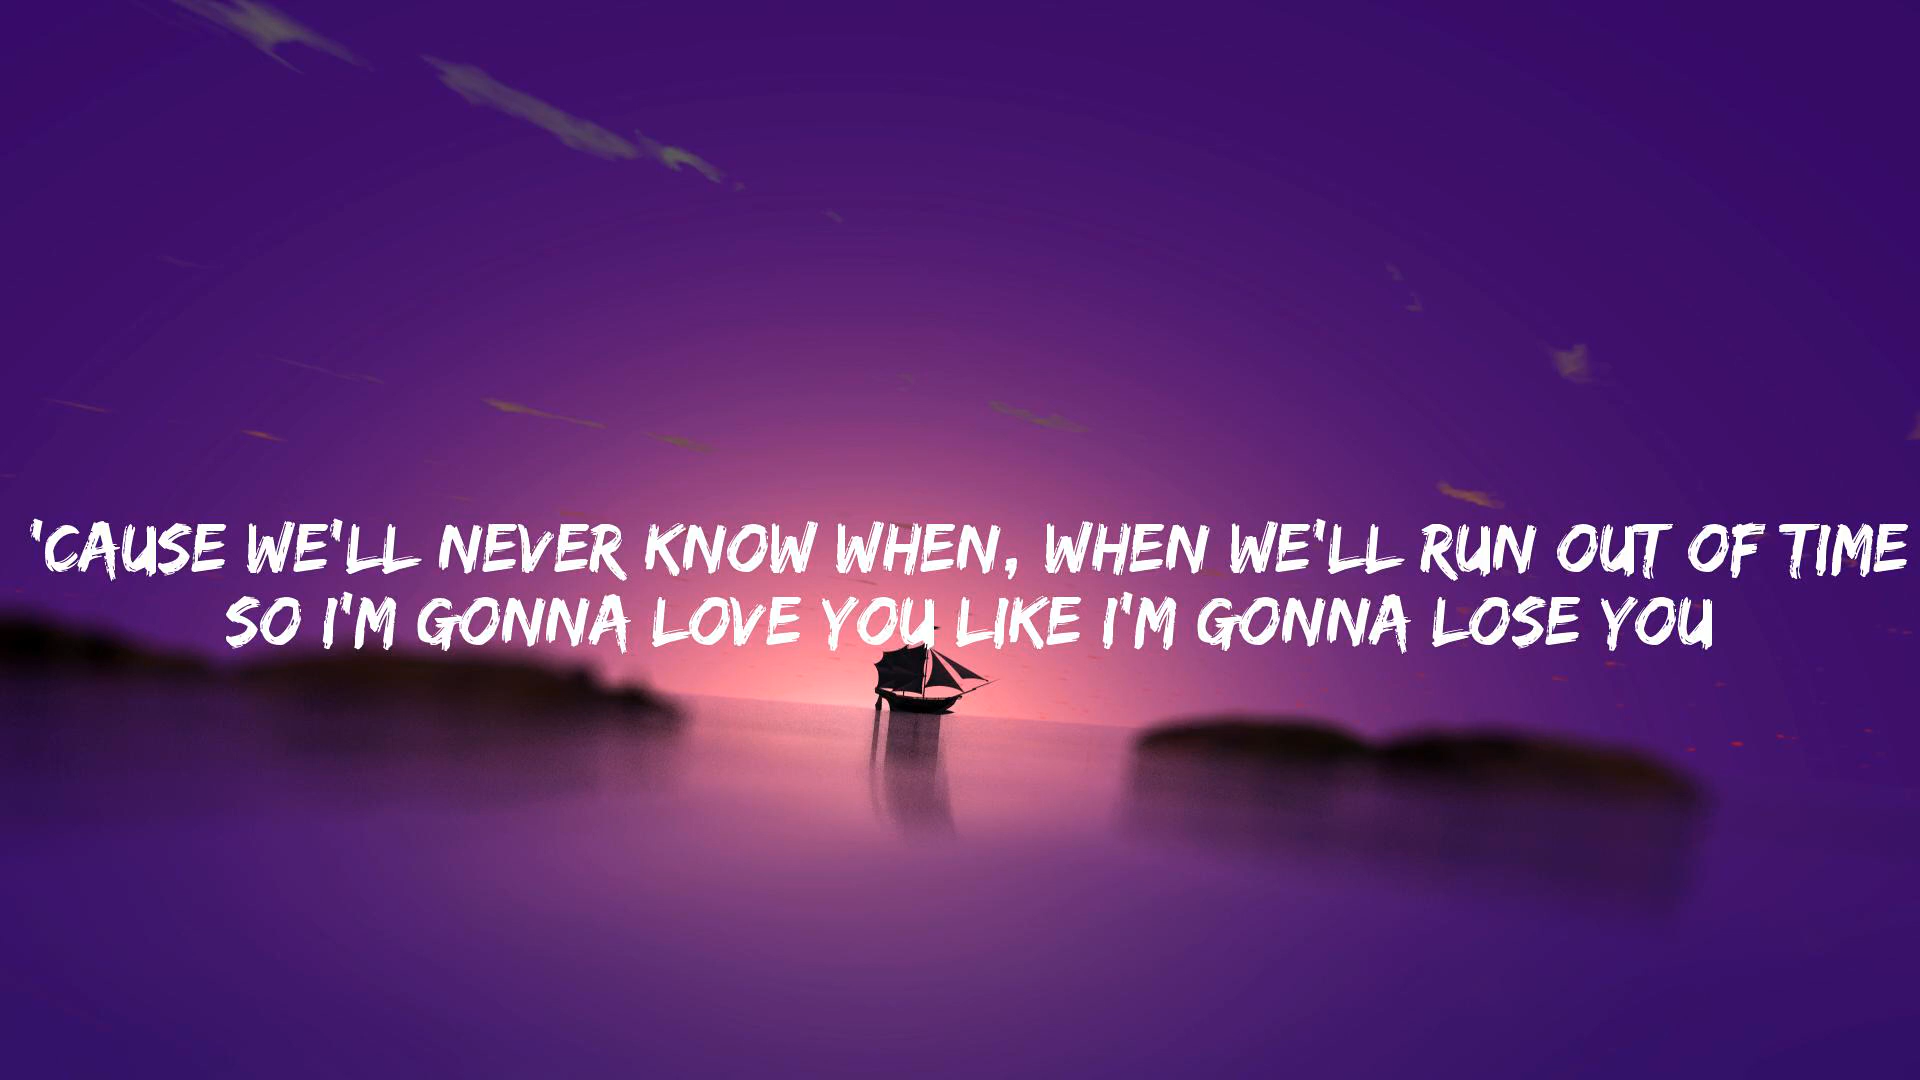 'CAUSE WE'LL NEVER KNOW WHEN, WHEN WE'LL RUN OUT OF TIME
SO I'M GONNA LOVE YOU LIKE I'M GONNA LOSE YOU